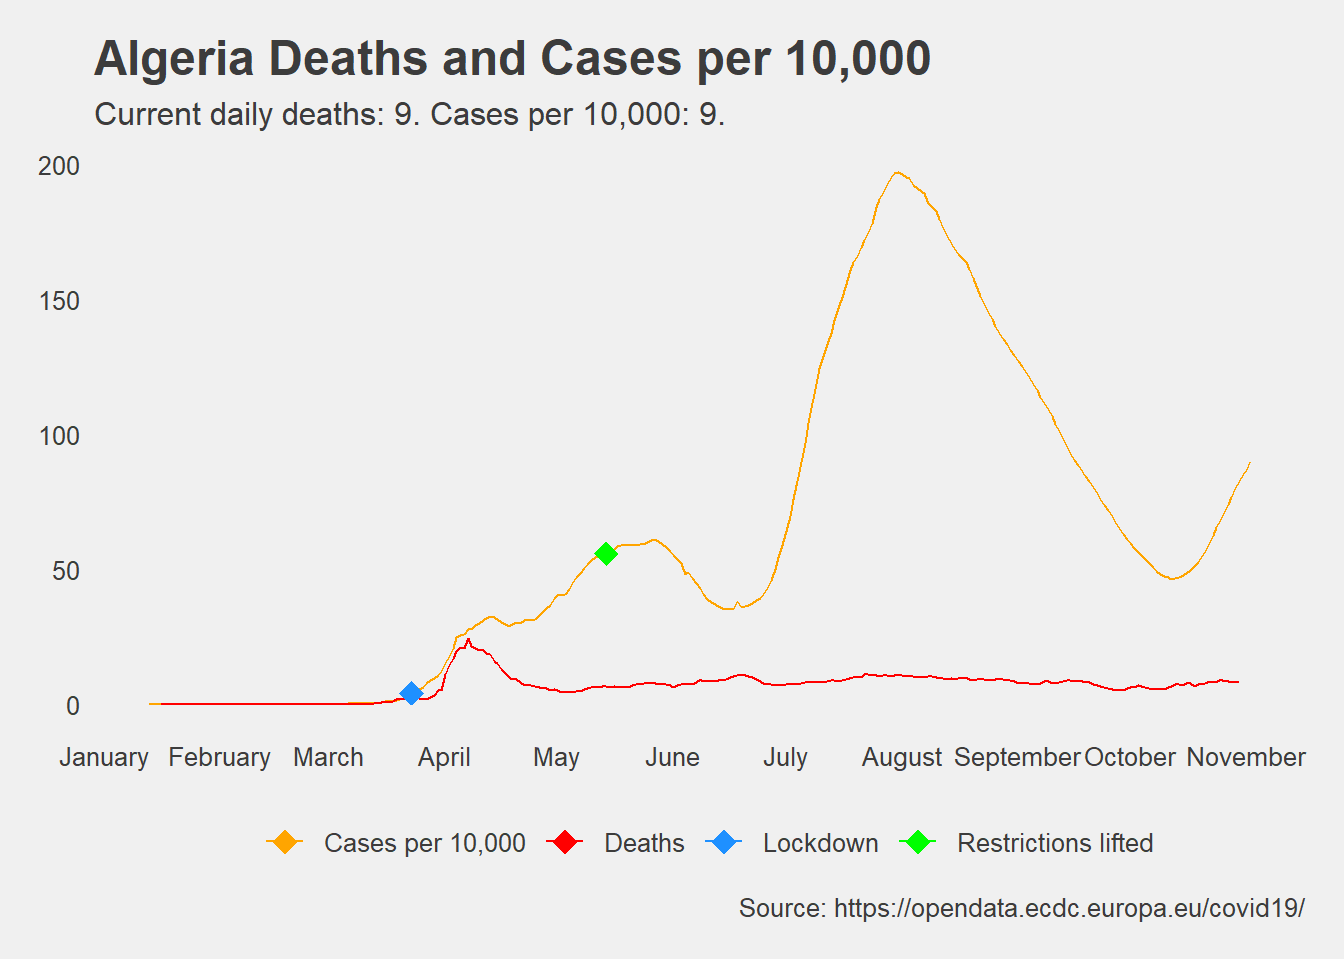 Algeria Deaths and Cases per 10,000
Current daily deaths: 9. Cases per 10,000: 9.
200
150
100
50
0
January February March April May June July August September October November
Cases per 10,000 Deaths Lockdown Restrictions lifted
Source: https://opendata.ecdc.europa.eu/covid19/